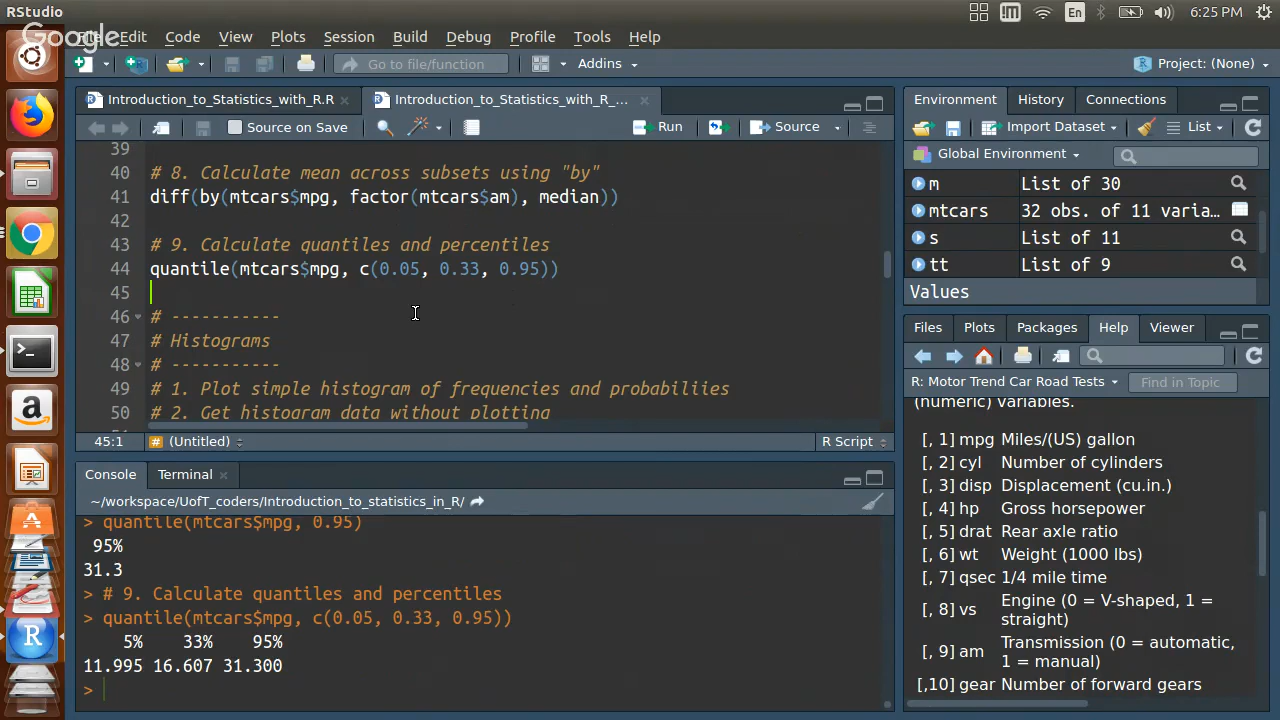 RStudio
En
6:25 PM
Google
File Edit Code View Plots Session Build Debug Profile Tools Help
Go to file/function
Addins
Project: (None)
Introduction_to_Statistics_with_R.R
Introduction_to_Statistics_with_R_...
Source on Save
Run
Source
39
40 # 8. Calculate mean across subsets using "by"
41 diff(by(mtcars$mpg, factor(mtcars$am), median))
42
43 # 9. Calculate quantiles and percentiles
44 quantile(mtcars$mpg, c(0.05, 0.33, 0.95))
45
46 # -----------
47 # Histograms
48 # -----------
49 # 1. Plot simple histogram of frequencies and probabiliies
50 # 2. Get histogram data without plotting
45:1
# (Untitled)
R Script
Console Terminal
~/workspace/UofT_coders/Introduction_to_statistics_in_R/
> quantile(mtcars$mpg, 0.95)
95%
31.3
> # 9. Calculate quantiles and percentiles
> quantile(mtcars$mpg, c(0.05, 0.33, 0.95))
5% 33% 95%
11.995 16.607 31.300
>
Environment History Connections
Import Dataset
List
Global Environment
m List of 30
mtcars 32 obs. of 11 varia...
s List of 11
tt List of 9
Values
Files Plots Packages Help Viewer
R: Motor Trend Car Road Tests
Find in Topic
(numeric) variables.
[, 1] mpg Miles/(US) gallon
[, 2] cyl Number of cylinders
[, 3] disp Displacement (cu.in.)
[, 4] hp Gross horsepower
[, 5] drat Rear axle ratio
[, 6] wt Weight (1000 lbs)
[, 7] qsec 1/4 mile time
[, 8] vs Engine (0 = V-shaped, 1 =
straight)
[, 9] am Transmission (0 = automatic,
1 = manual)
[,10] gear Number of forward gears